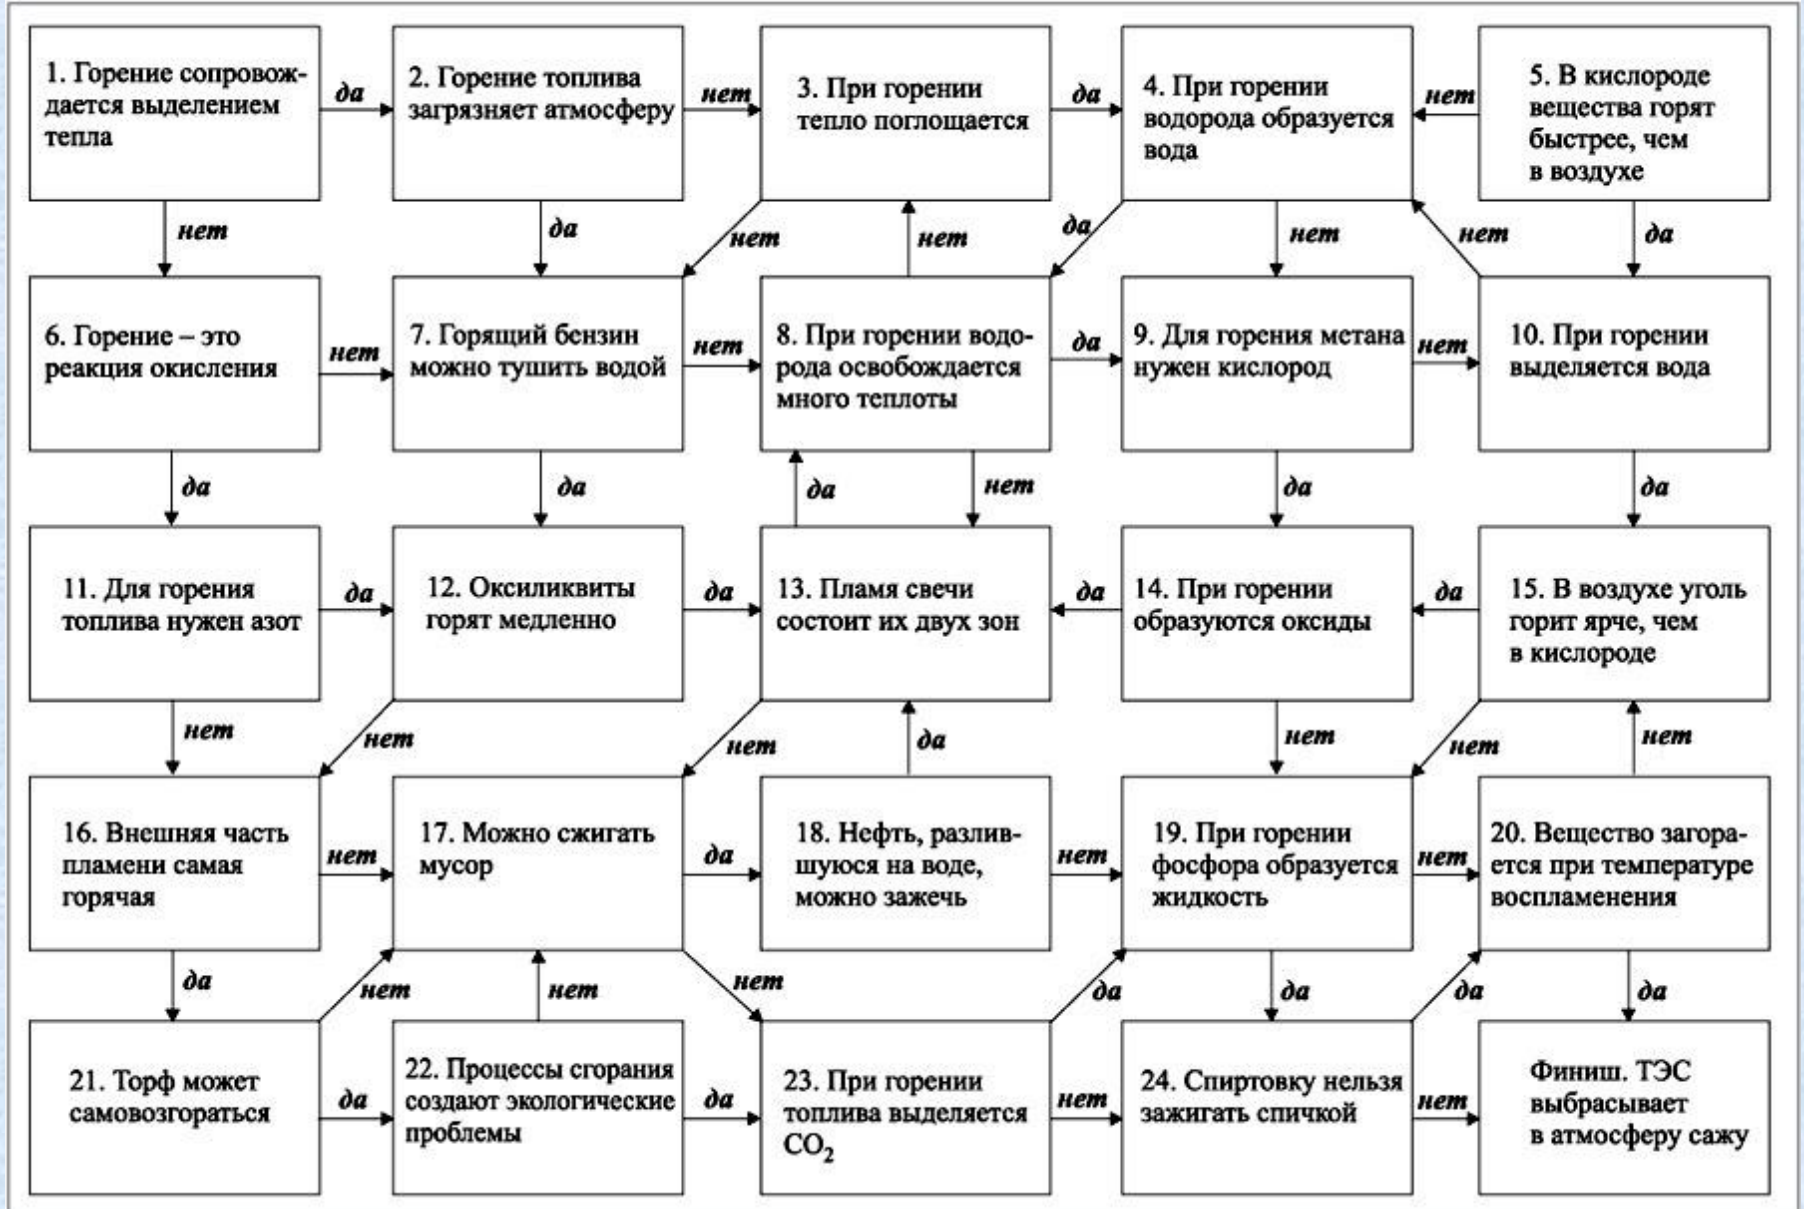 1. Горение сопровож-
дается выделением
тепла
да
2. Горение топлива
загрязняет атмосферу
нет
3. При горении
тепло поглощается
да
4. При горении
водорода образуется
вода
нет
5. В кислороде
вещества горят
быстрее, чем
в воздухе
нет
да
нет
нет
да
нет
нет
да
6. Горение – это
реакция окисления
нет
7. Горящий бензин
можно тушить водой
нет
8. При горении водо-
рода освобождается
много теплоты
да
9. Для горения метана
нужен кислород
нет
10. При горении
выделяется вода
да
да
да
нет
да
да
11. Для горения
топлива нужен азот
да
12. Оксиликвиты
горят медленно
да
13. Пламя свечи
состоит их двух зон
да
14. При горении
образуются оксиды
да
15. В воздухе уголь
горит ярче, чем
в кислороде
нет
нет
нет
да
нет
нет
нет
16. Внешняя часть
пламени самая
горячая
нет
17. Можно сжигать
мусор
да
18. Нефть, разлив-
шуюся на воде,
можно зажечь
нет
19. При горении
фосфора образуется
жидкость
нет
20. Вещество загора-
ется при температуре
воспламенения
да
нет
нет
нет
да
да
да
да
21. Торф может
самовозгораться
да
22. Процессы сгорания
создают экологические
проблемы
да
23. При горении
топлива выделяется
CO₂
нет
24. Спиртовку нельзя
зажигать спичкой
нет
Финиш. ТЭС
выбрасывает
в атмосферу сажу